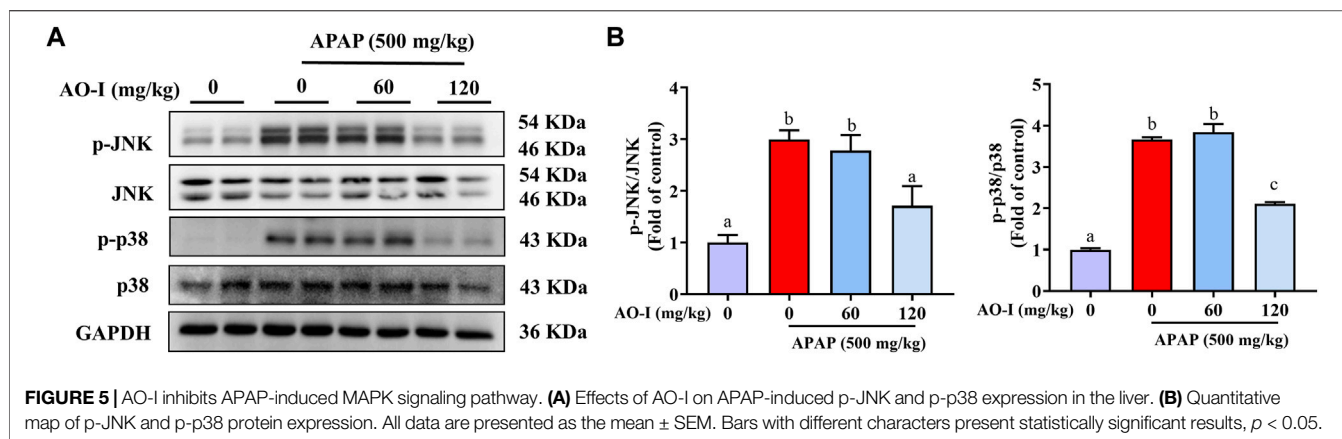 A
APAP (500 mg/kg)
AO-I (mg/kg) 0 0 60 120
p-JNK 54 KDa
46 KDa
JNK 54 KDa
46 KDa
p-p38 43 KDa
p38 43 KDa
GAPDH 36 KDa
B
p-JNK/JNK
(Fold of control)
4
3
2
1
0
a
b
b
a
AO-I (mg/kg) 0 0 60 120
APAP (500 mg/kg)
p-p38/p38
(Fold of control)
5
4
3
2
1
0
a
b
b
c
AO-I (mg/kg) 0 0 60 120
APAP (500 mg/kg)
FIGURE 5 | AO-I inhibits APAP-induced MAPK signaling pathway. (A) Effects of AO-I on APAP-induced p-JNK and p-p38 expression in the liver. (B) Quantitative
map of p-JNK and p-p38 protein expression. All data are presented as the mean ± SEM. Bars with different characters present statistically significant results, p < 0.05.